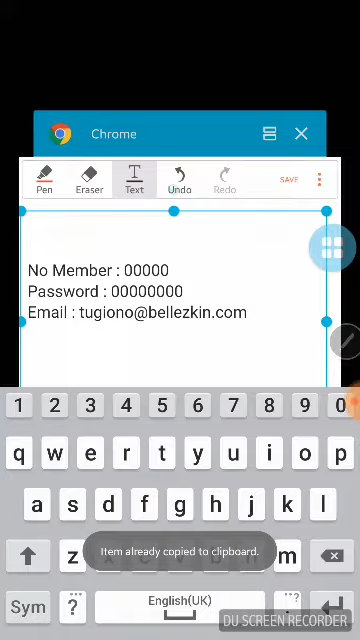 Chrome
Pen Eraser Text Undo Redo SAVE
No Member : 00000
Password : 00000000
Email : tugiono@bellezkin.com
1 2 3 4 5 6 7 8 9 0
q w e r t y u i o p
a s d f g h j k l
z m
Item already copied to clipboard.
Sym ? English(UK)
DU SCREEN RECORDER